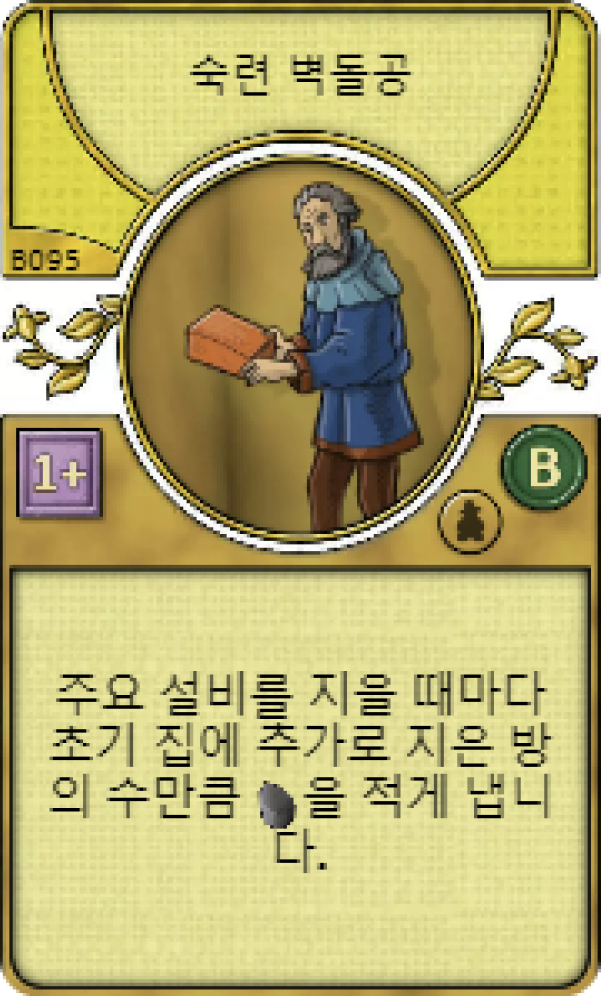 숙련 벽돌공
B095
1+
B
주요 설비를 지을 때마다
초기 집에 추가로 지은 방
의 수만큼 을 적게 냅니
다.